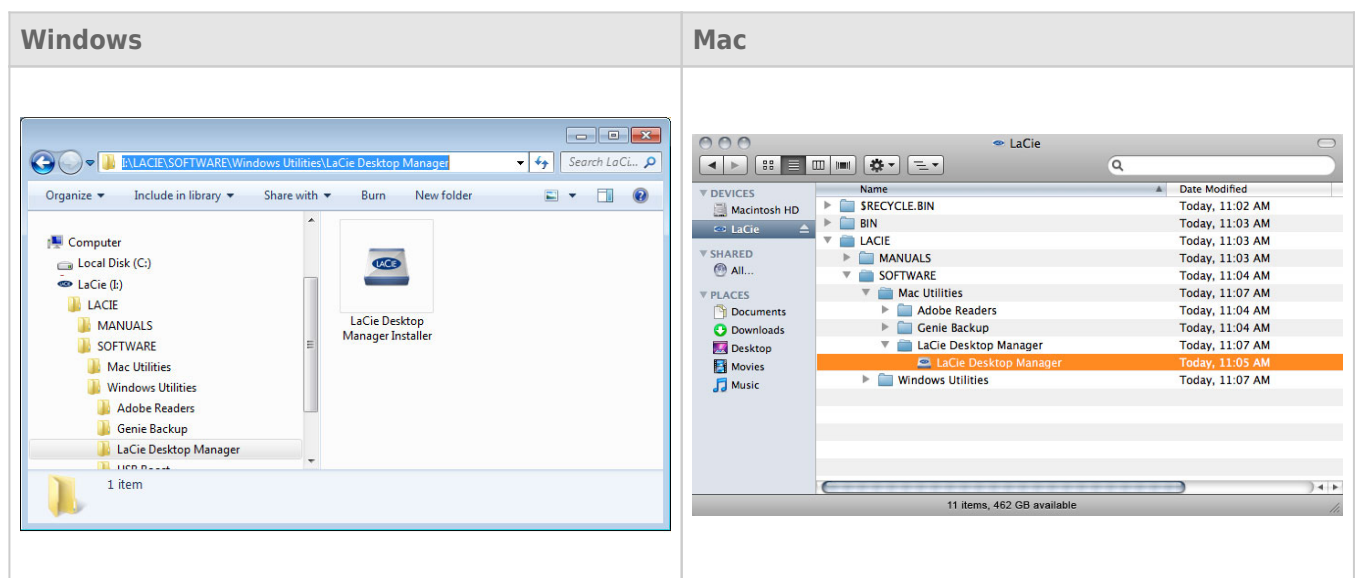 Windows
Mac
I:\LACIE\SOFTWARE\Windows Utilities\LaCie Desktop Manager
Search LaCi...
Organize Include in library Share with Burn New folder
Computer
Local Disk (C:)
LaCie (I:)
LACIE
MANUALS
SOFTWARE
Mac Utilities
Windows Utilities
Adobe Readers
Genie Backup
LaCie Desktop Manager
LACIE
LaCie Desktop
Manager Installer
1 item
LaCie
Name Date Modified
DEVICES
Macintosh HD
LaCie
SHARED
All...
PLACES
Documents
Downloads
Desktop
Movies
Music
$RECYCLE.BIN Today, 11:02 AM
BIN Today, 11:03 AM
LACIE Today, 11:03 AM
MANUALS Today, 11:03 AM
SOFTWARE Today, 11:04 AM
Mac Utilities Today, 11:07 AM
Adobe Readers Today, 11:04 AM
Genie Backup Today, 11:04 AM
LaCie Desktop Manager Today, 11:07 AM
LaCie Desktop Manager Today, 11:05 AM
Windows Utilities Today, 11:07 AM
11 items, 462 GB available